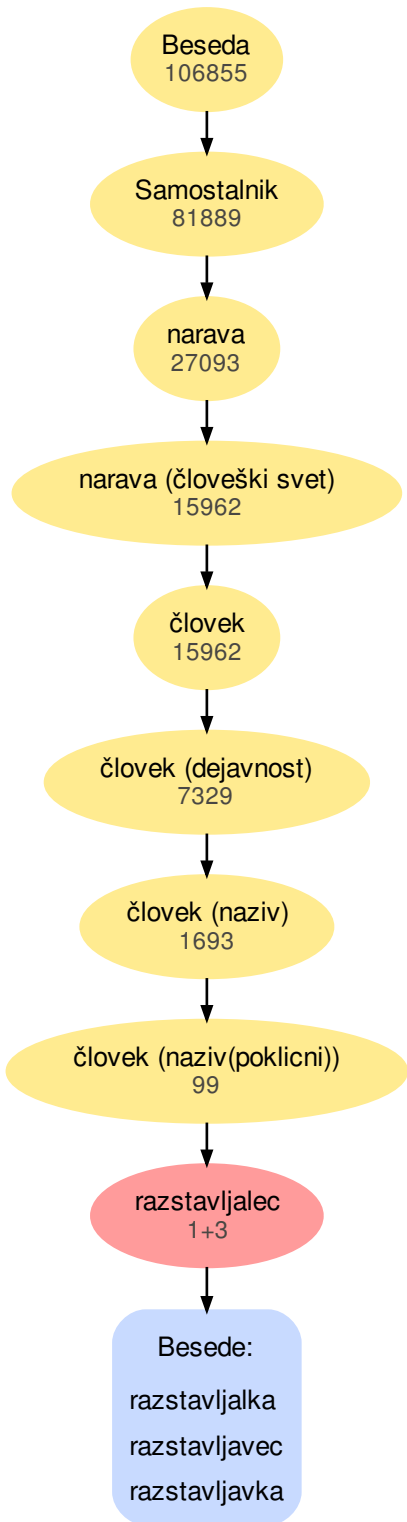 Beseda
106855
Samostalnik
81889
narava
27093
narava (človeški svet)
15962
človek
15962
človek (dejavnost)
7329
človek (naziv)
1693
človek (naziv(poklicni))
99
razstavljalec
1+3
Besede:
razstavljalka
razstavljavec
razstavljavka